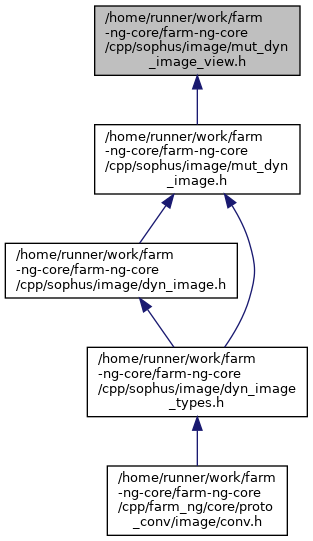 /home/runner/work/farm
-ng-core/farm-ng-core
/cpp/sophus/image/mut_dyn
_image_view.h
/home/runner/work/farm
-ng-core/farm-ng-core
/cpp/sophus/image/mut_dyn
_image.h
/home/runner/work/farm
-ng-core/farm-ng-core
/cpp/sophus/image/dyn_image.h
/home/runner/work/farm
-ng-core/farm-ng-core
/cpp/sophus/image/dyn_image
_types.h
/home/runner/work/farm
-ng-core/farm-ng-core
/cpp/farm_ng/core/proto
_conv/image/conv.h